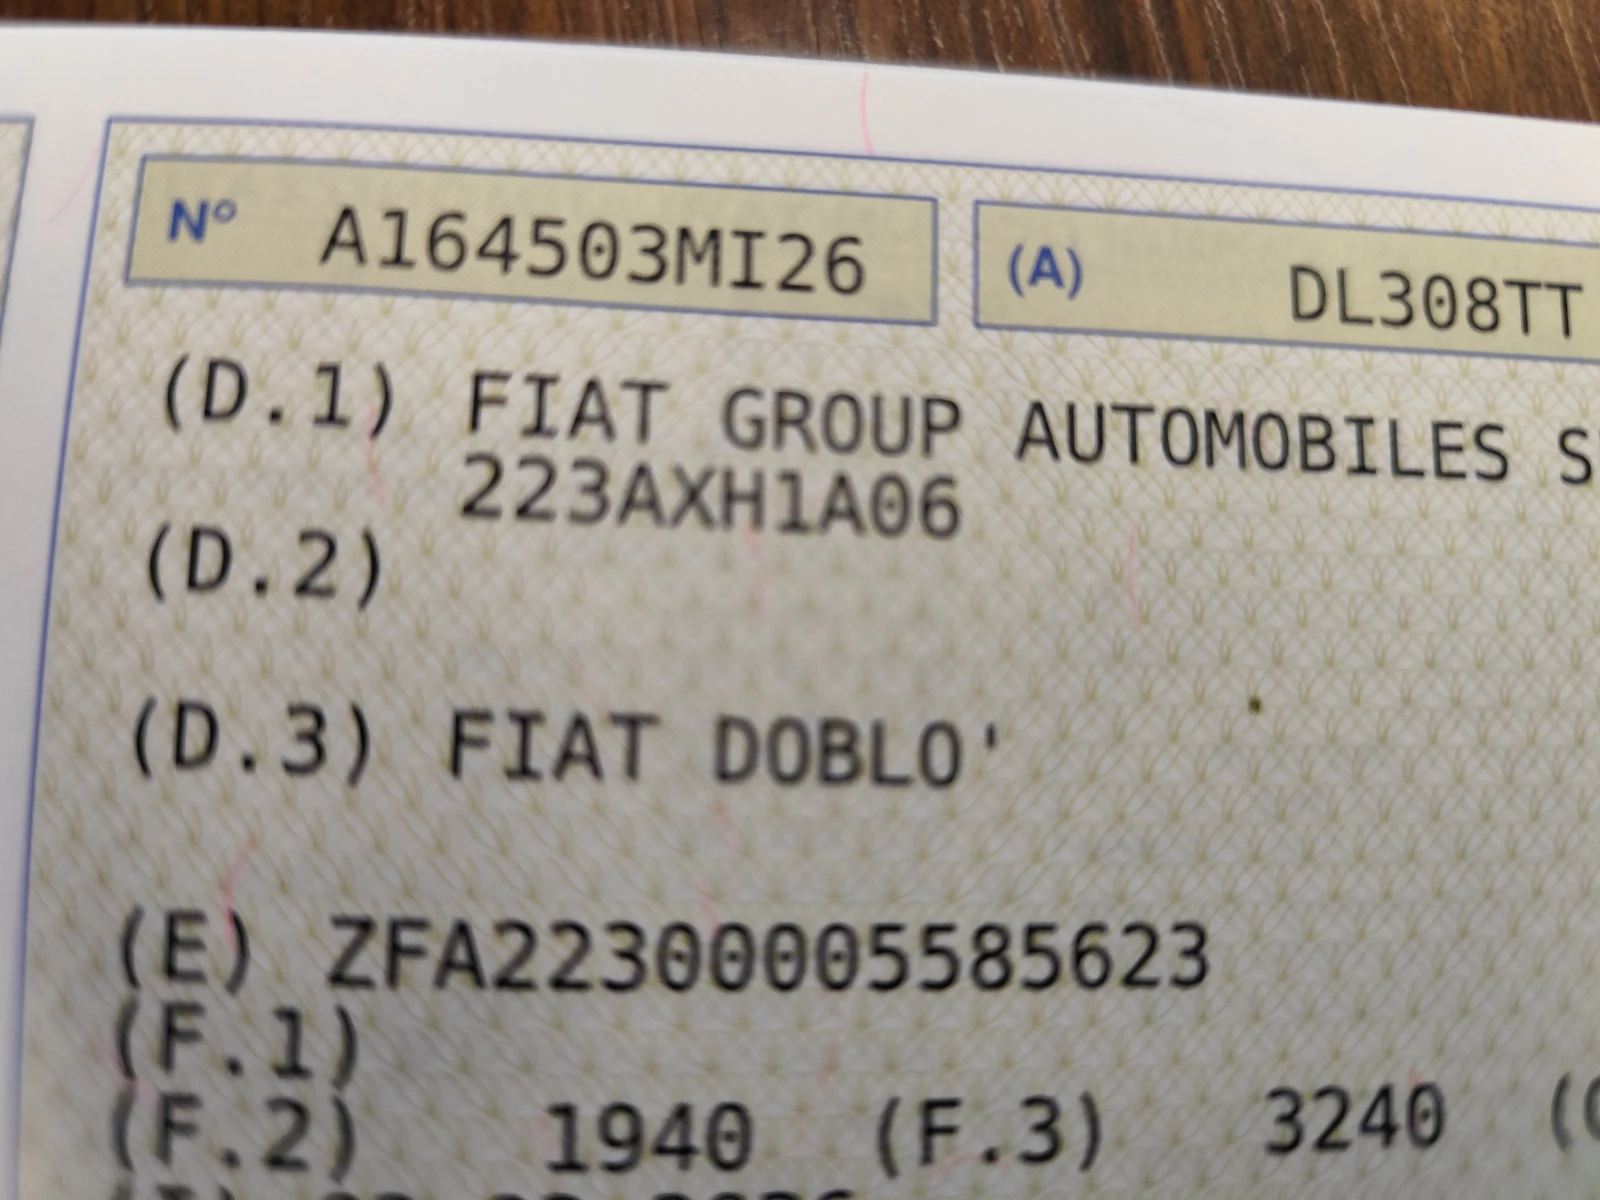 N° A164503MI26 (A) DL308TT
(D.1) FIAT GROUP AUTOMOBILES
223AXH1A06
(D.2)
(D.3) FIAT DOBLO'
(E) ZFA22300005585623
(F.1)
(F.2) 1940 (F.3) 3240